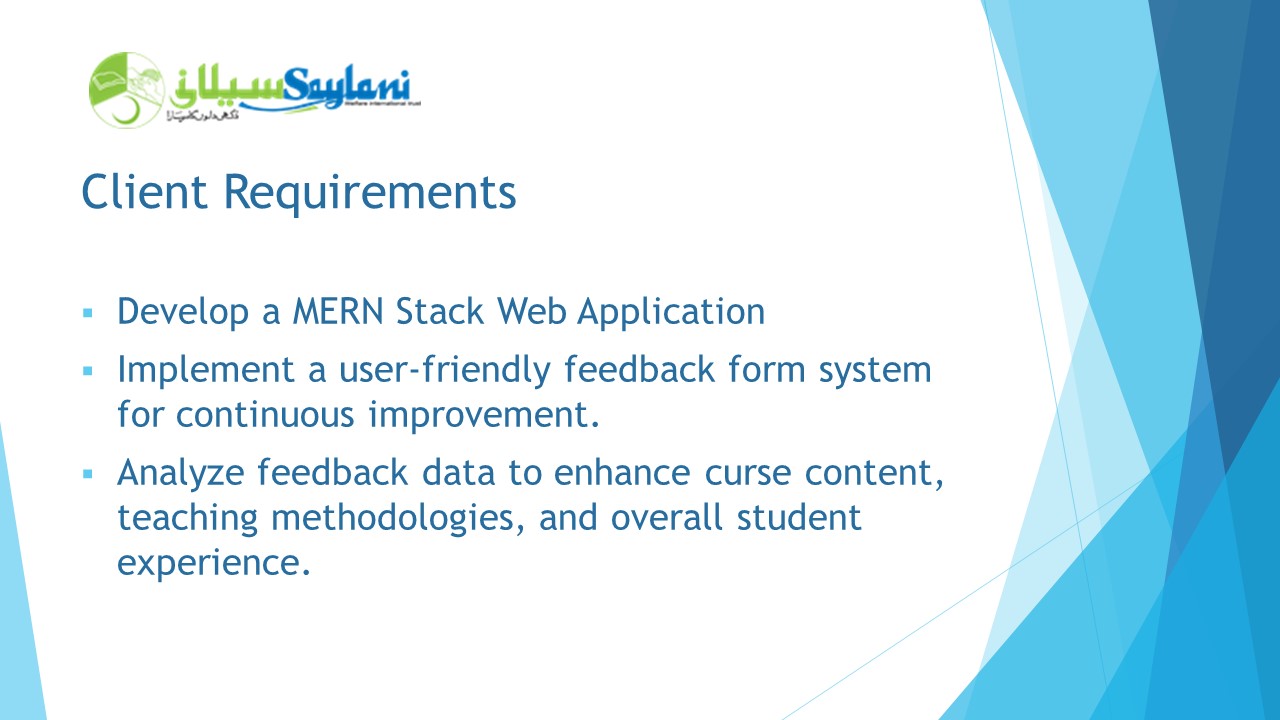 سیلانی Saylani
Welfare international trust
دُکھی دلوں کا سہارا
Client Requirements
▪ Develop a MERN Stack Web Application
▪ Implement a user-friendly feedback form system
for continuous improvement.
▪ Analyze feedback data to enhance curse content,
teaching methodologies, and overall student
experience.